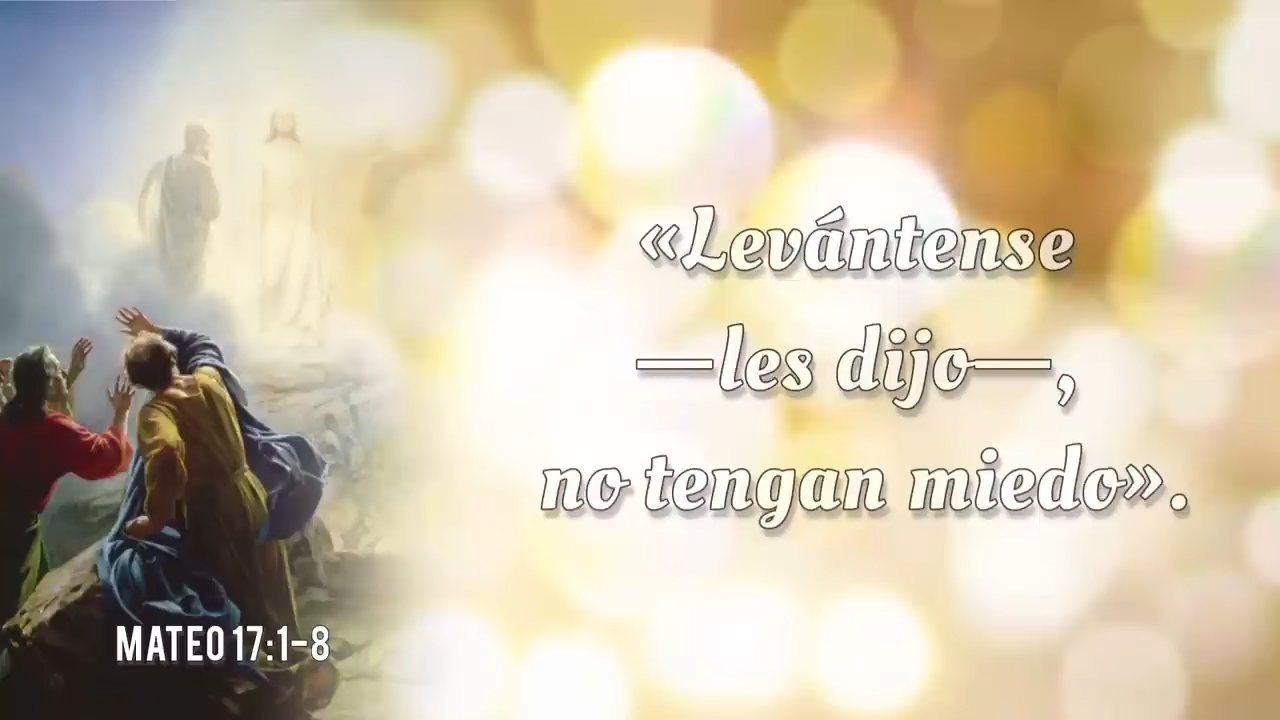 «Levántense
—les dijo—,
no tengan miedo».
MATEO 17:1-8